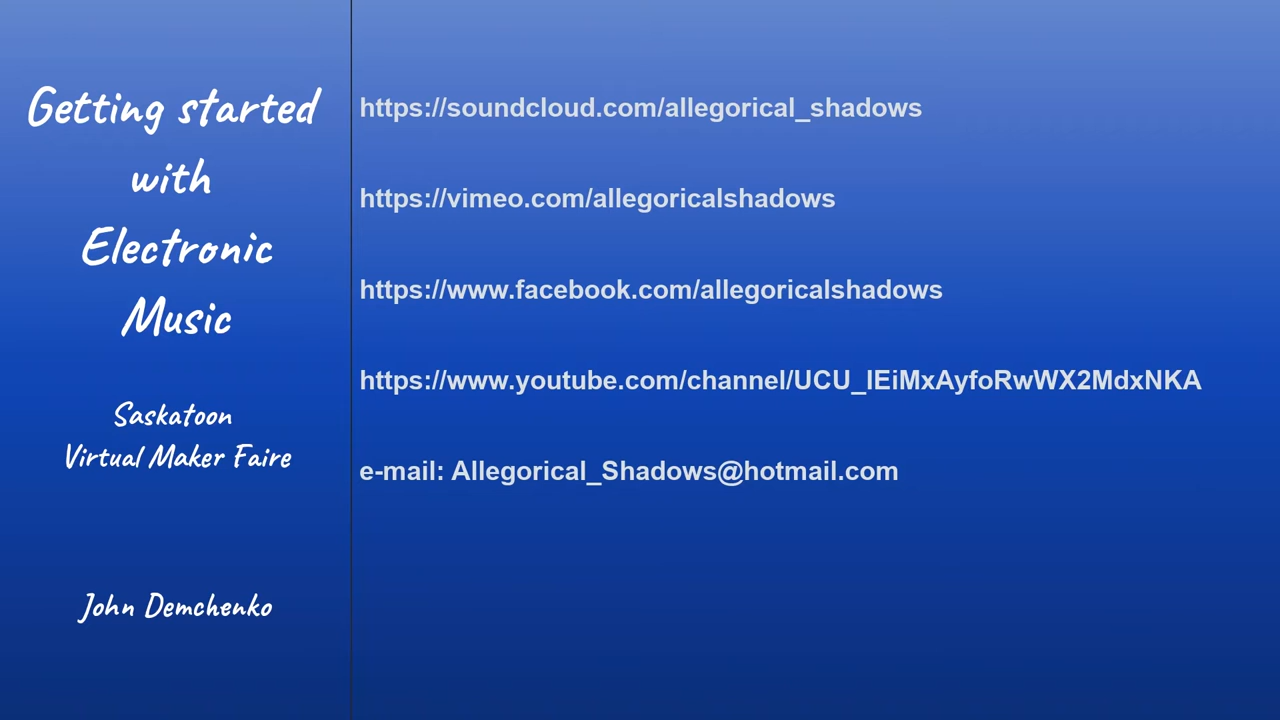 Getting started
with
Electronic
Music
Saskatoon
Virtual Maker Faire
John Demchenko
https://soundcloud.com/allegorical_shadows
https://vimeo.com/allegoricalshadows
https://www.facebook.com/allegoricalshadows
https://www.youtube.com/channel/UCU_IEiMxAyfoRwWX2MdxNKA
e-mail: Allegorical_Shadows@hotmail.com